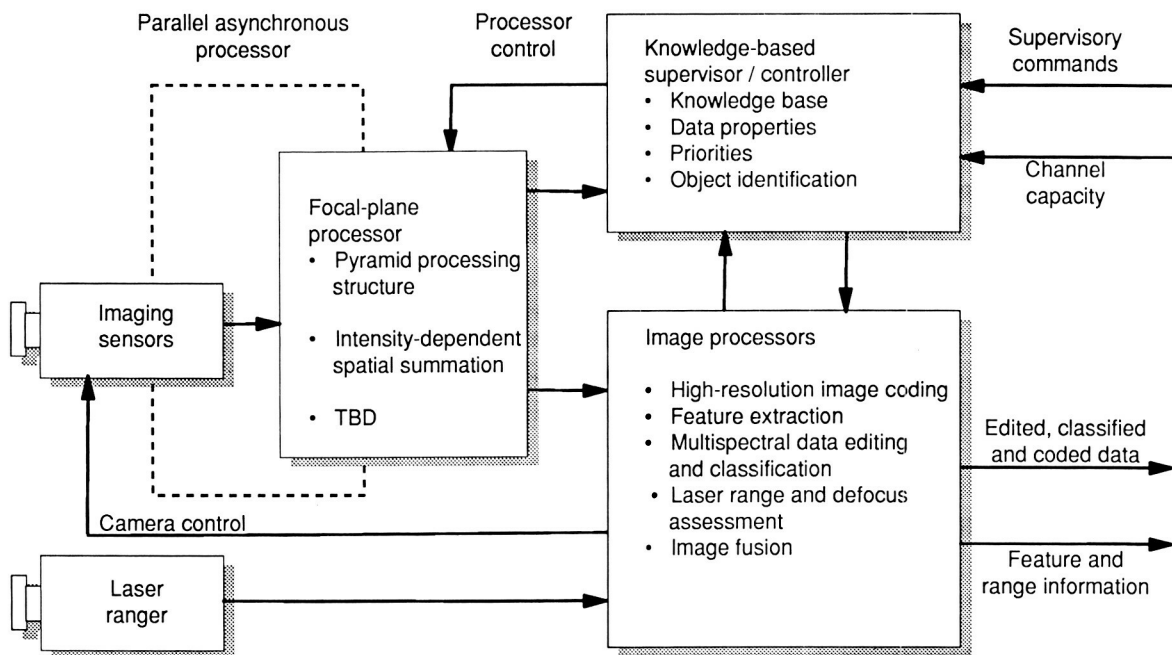 Parallel asynchronous
processor
Processor
control
Knowledge-based
supervisor / controller
• Knowledge base
• Data properties
• Priorities
• Object identification
Supervisory
commands
Channel
capacity
Focal-plane
processor
• Pyramid processing
structure
• Intensity-dependent
spatial summation
• TBD
Imaging
sensors
Image processors
• High-resolution image coding
• Feature extraction
• Multispectral data editing
and classification
• Laser range and defocus
assessment
• Image fusion
Edited, classified
and coded data
Feature and
range information
Camera control
Laser
ranger